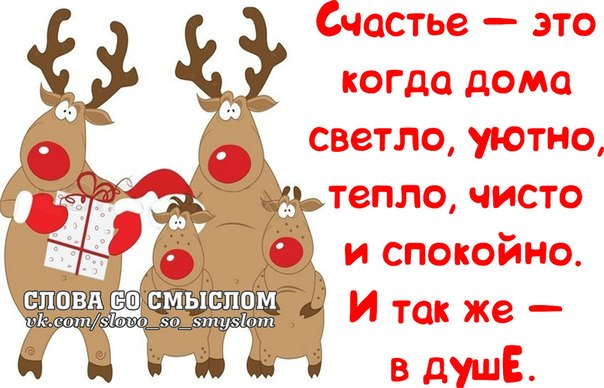 Счастье — это
когда дома
светло, уютно,
тепло, чисто
и спокойно.
И так же —
в душЕ.
СЛОВА СО СМЫСЛОМ
vk.com/slovo_so_smyslom